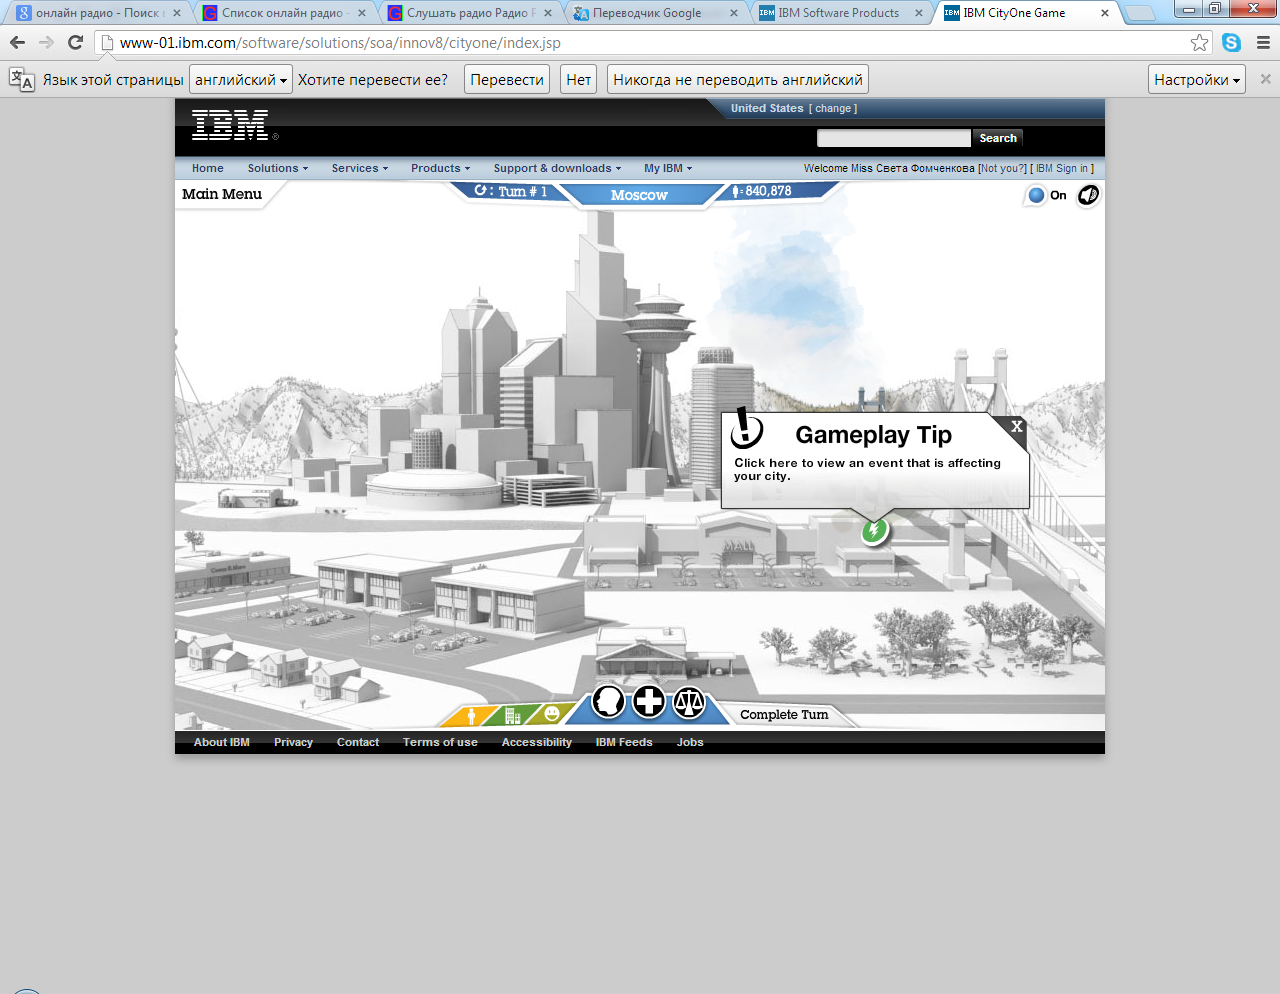 онлайн радио - Поиск
Список онлайн радио -
Слушать радио Радио
Переводчик Google
IBM Software Products
IBM CityOne Game
www-01.ibm.com/software/solutions/soa/innov8/cityone/index.jsp
Язык этой страницы английский Хотите перевести ее? Перевести Нет Никогда не переводить английский Настройки
United States [ change ]
IBM
Search
Home Solutions Services Products Support & downloads My IBM Welcome Miss Света Фомченкова [Not you?] [ IBM Sign in ]
Main Menu
: Turn # 1
Moscow
: 840,878
On
Gameplay Tip
X
Click here to view an event that is affecting
your city.
MALL
Complete Turn
About IBM Privacy Contact Terms of use Accessibility IBM Feeds Jobs